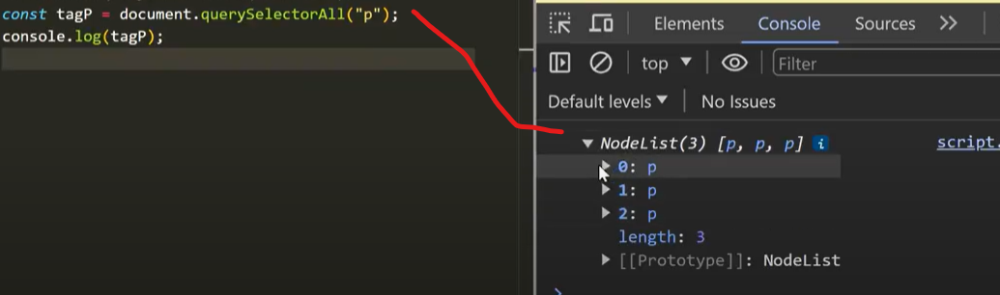 const tagP = document.querySelectorAll("p");
console.log(tagP);
Elements Console Sources
top Filter
Default levels No Issues
NodeList(3) [p, p, p] i script.
0: p
1: p
2: p
length: 3
[[Prototype]]: NodeList